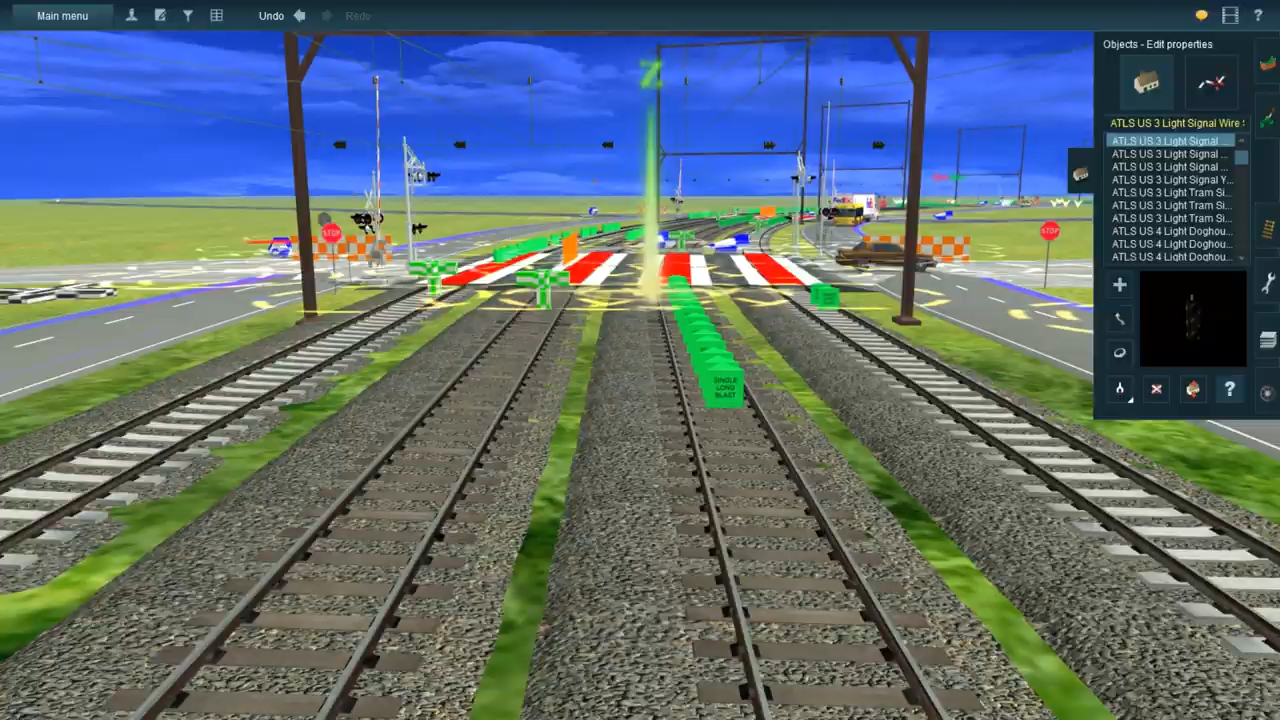 Main menu
Undo
Redo
?
Objects - Edit properties
ATLS US 3 Light Signal Wire
ATLS US 3 Light Signal ...
ATLS US 3 Light Signal ...
ATLS US 3 Light Signal ...
ATLS US 3 Light Signal Y...
ATLS US 3 Light Tram Si...
ATLS US 3 Light Tram Si...
ATLS US 3 Light Tram Si...
ATLS US 4 Light Doghou...
ATLS US 4 Light Doghou...
ATLS US 4 Light Doghou...
?
STOP
STOP
FedEx
SINGLE
LONG
BLAST